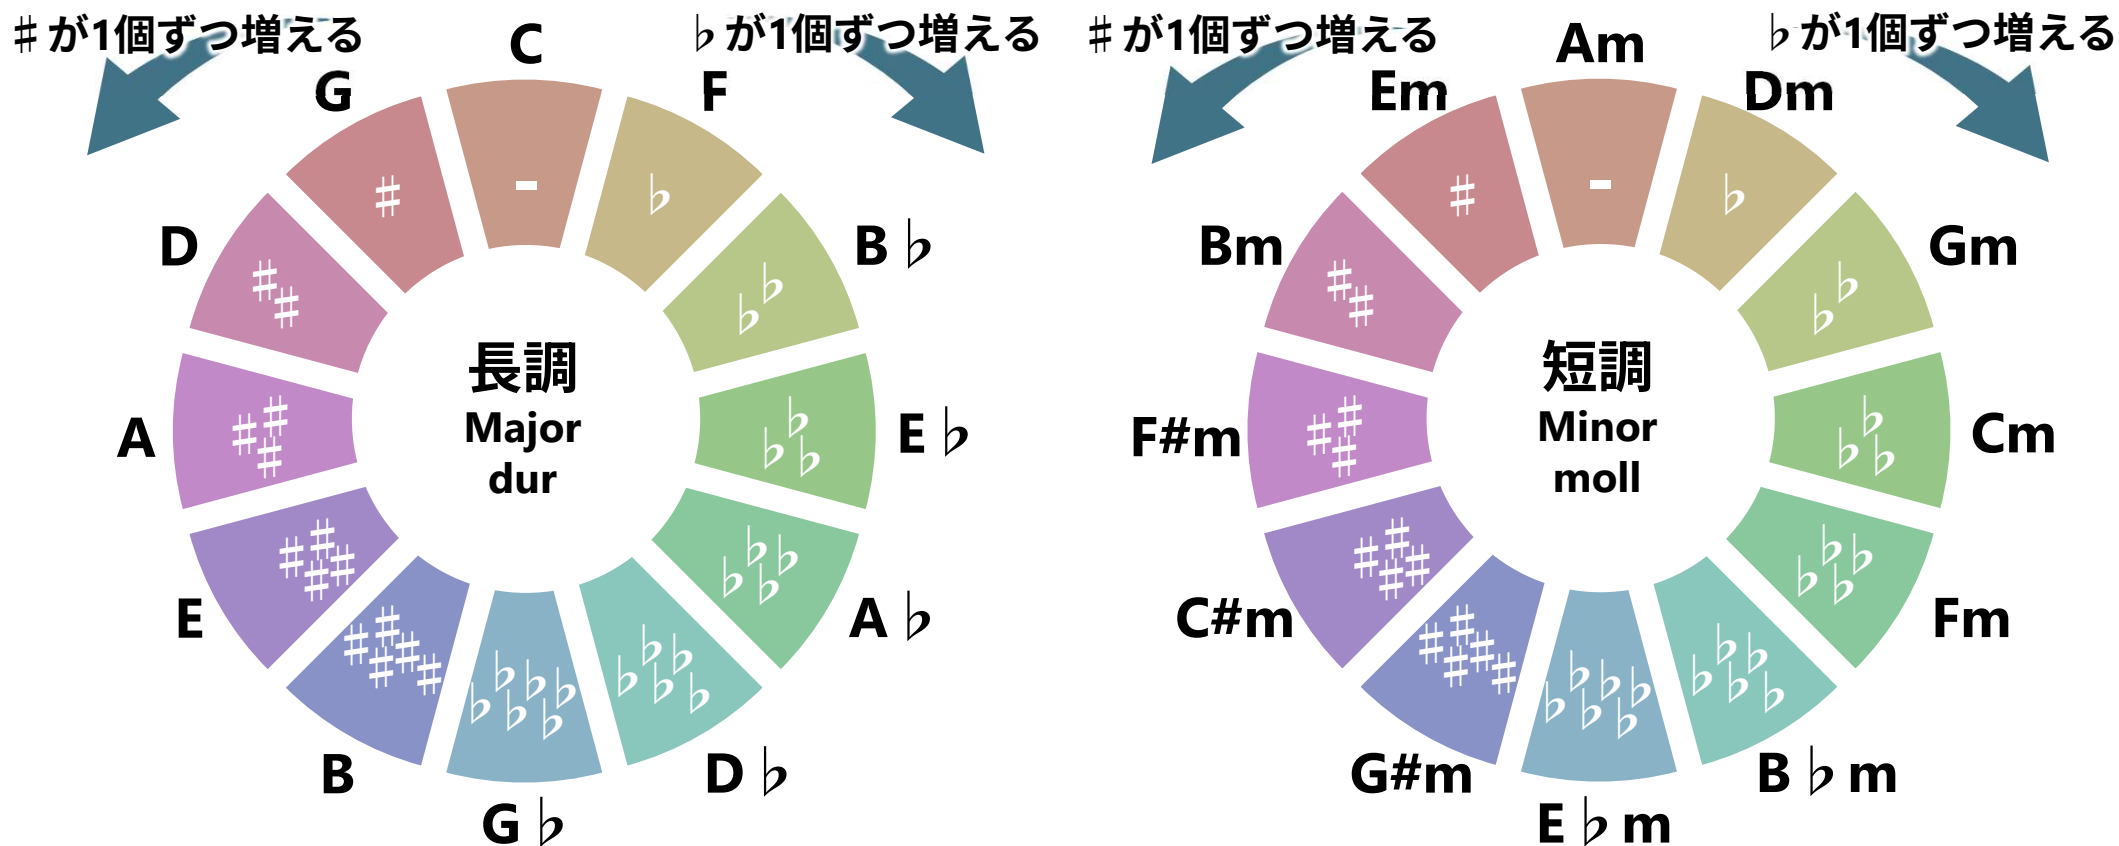 ♯が1個ずつ増える
♭が1個ずつ増える
C
G
F
D
B♭
A
E♭
E
A♭
B
D♭
G♭
-
♯
♭
♯♯
♭♭
♯♯♯
♭♭♭
♯♯♯♯
♭♭♭♭
♯♯♯♯♯
♭♭♭♭♭
♭♭♭♭♭♭
長調
Major
dur
♯が1個ずつ増える
♭が1個ずつ増える
Am
Em
Dm
Bm
Gm
F#m
Cm
C#m
Fm
G#m
B♭m
E♭m
-
♯
♭
♯♯
♭♭
♯♯♯
♭♭♭
♯♯♯♯
♭♭♭♭
♯♯♯♯♯
♭♭♭♭♭
♭♭♭♭♭♭
短調
Minor
moll